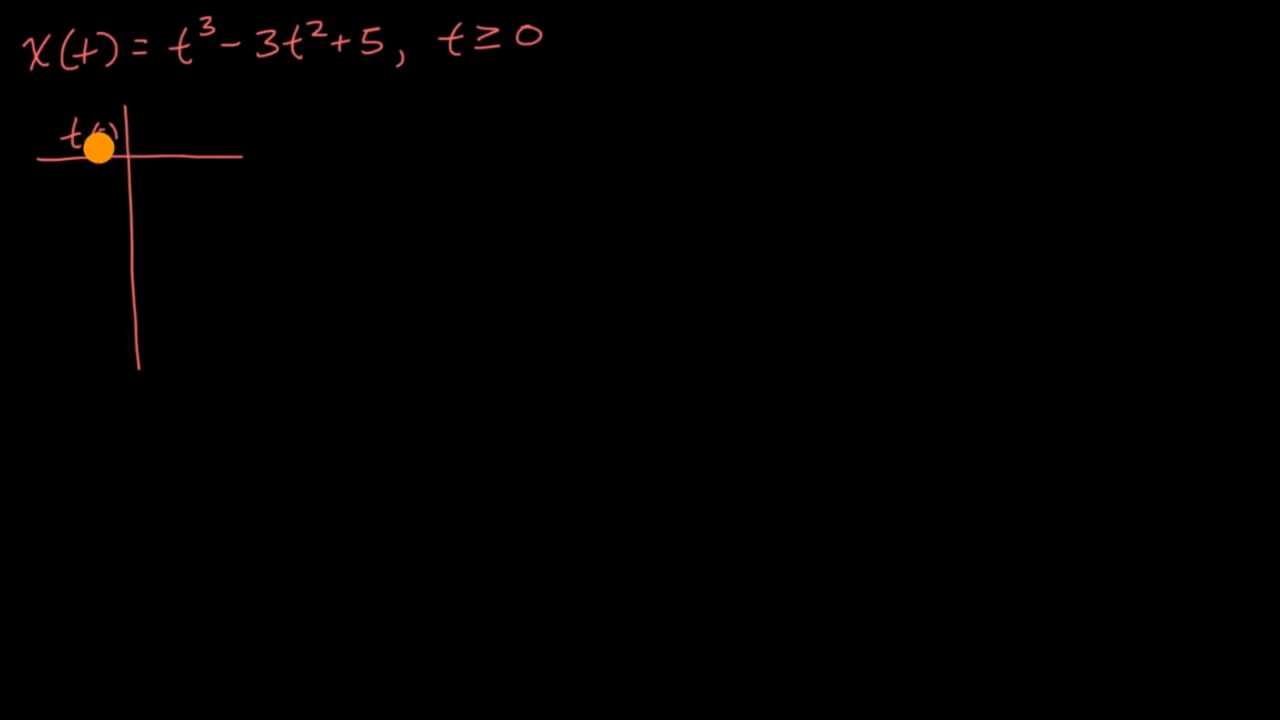 x(t) = t³ - 3t² + 5, t ≥ 0
t